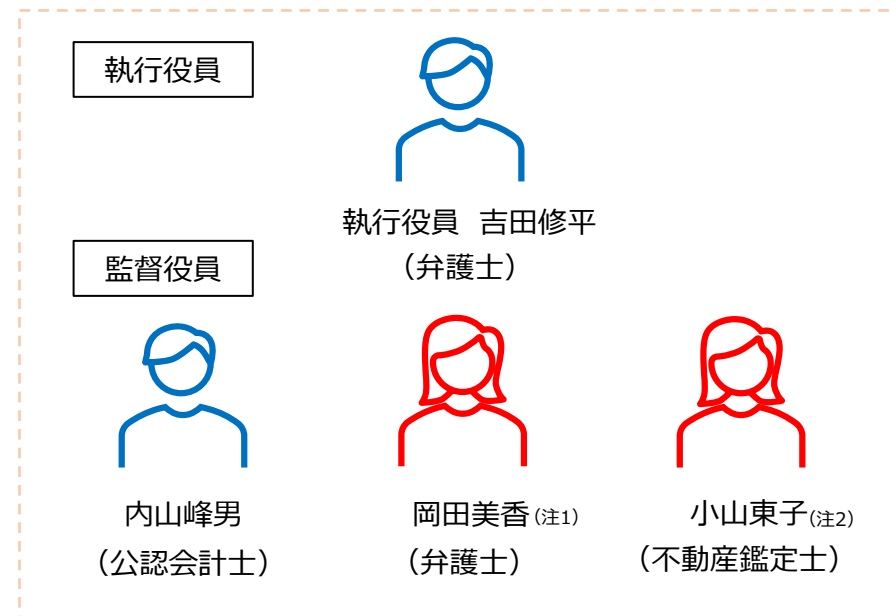 執行役員
執行役員 吉田修平
（弁護士）
監督役員
内山峰男
（公認会計士）
岡田美香(注1)
（弁護士）
小山東子(注2)
（不動産鑑定士）